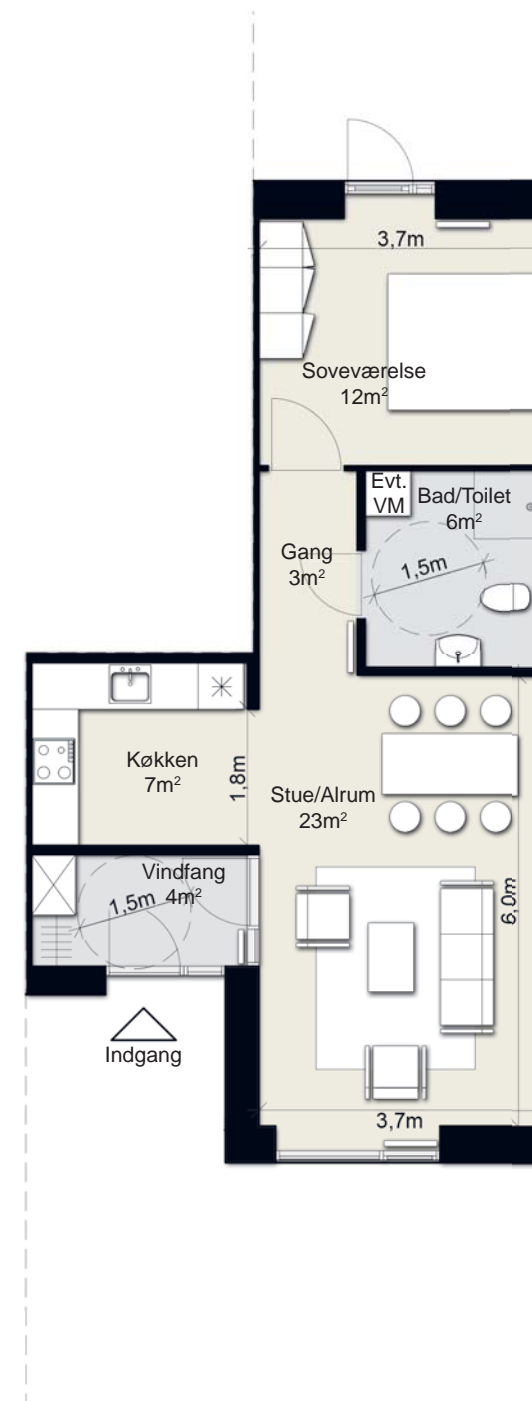 3,7m
Soveværelse
12m²
Evt.
VM
Bad/Toilet
6m²
Gang
3m²
1,5m
Køkken
7m²
1,8m
Stue/Alrum
23m²
Vindfang
4m²
1,5m
6,0m
Indgang
3,7m